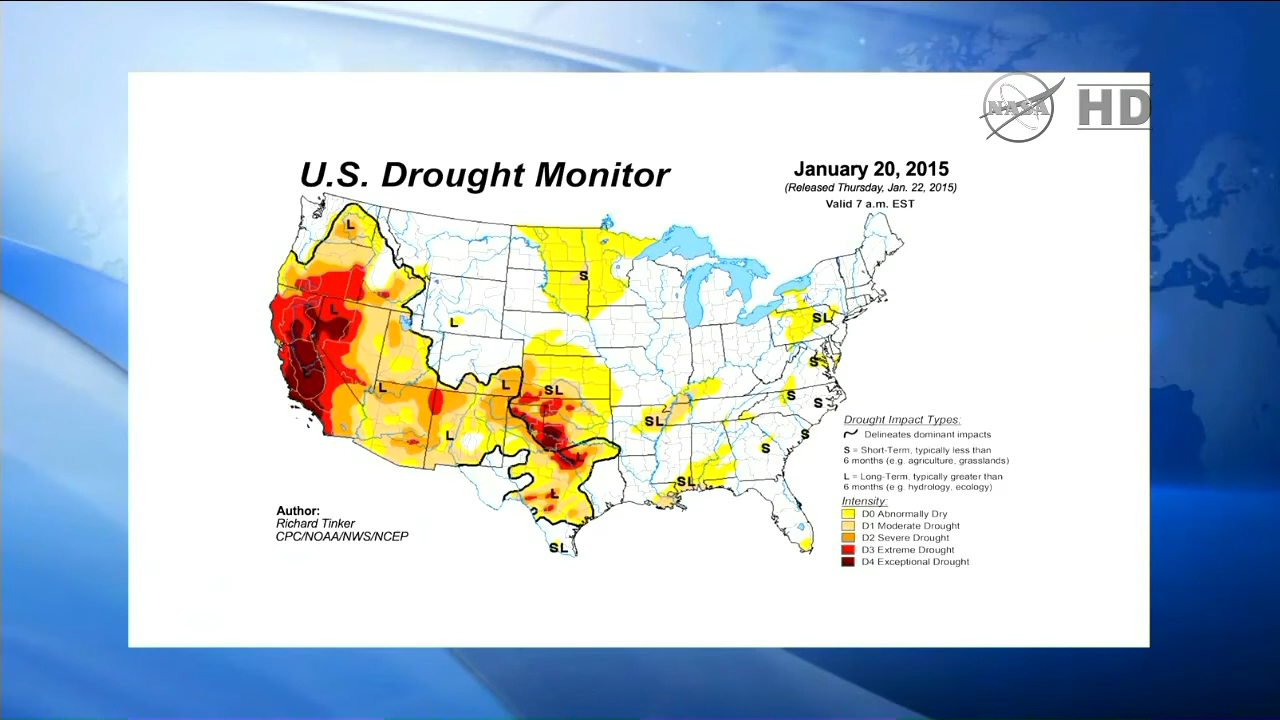 NASA HD
U.S. Drought Monitor
January 20, 2015
(Released Thursday, Jan. 22, 2015)
Valid 7 a.m. EST
L
S
L
L
SL
S
L
L
SL
S
S
SL
L
S
S
L
SL
L
SL
Drought Impact Types:
Delineates dominant impacts
S = Short-Term, typically less than
6 months (e.g. agriculture, grasslands)
L = Long-Term, typically greater than
6 months (e.g. hydrology, ecology)
Intensity:
D0 Abnormally Dry
D1 Moderate Drought
D2 Severe Drought
D3 Extreme Drought
D4 Exceptional Drought
Author:
Richard Tinker
CPC/NOAA/NWS/NCEP